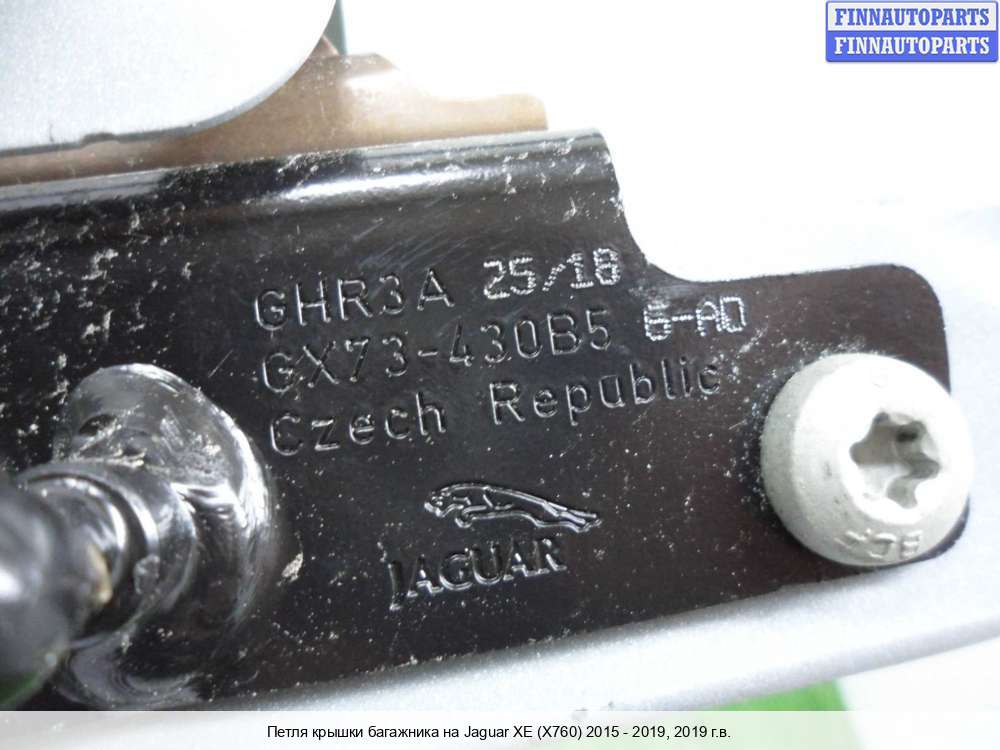 FINNAUTOPARTS
FINNAUTOPARTS
GHR3A 25/18
GX73-430B5 6-AD
Czech Republic
JAGUAR
Петля крышки багажника на Jaguar XE (X760) 2015 - 2019, 2019 г.в.